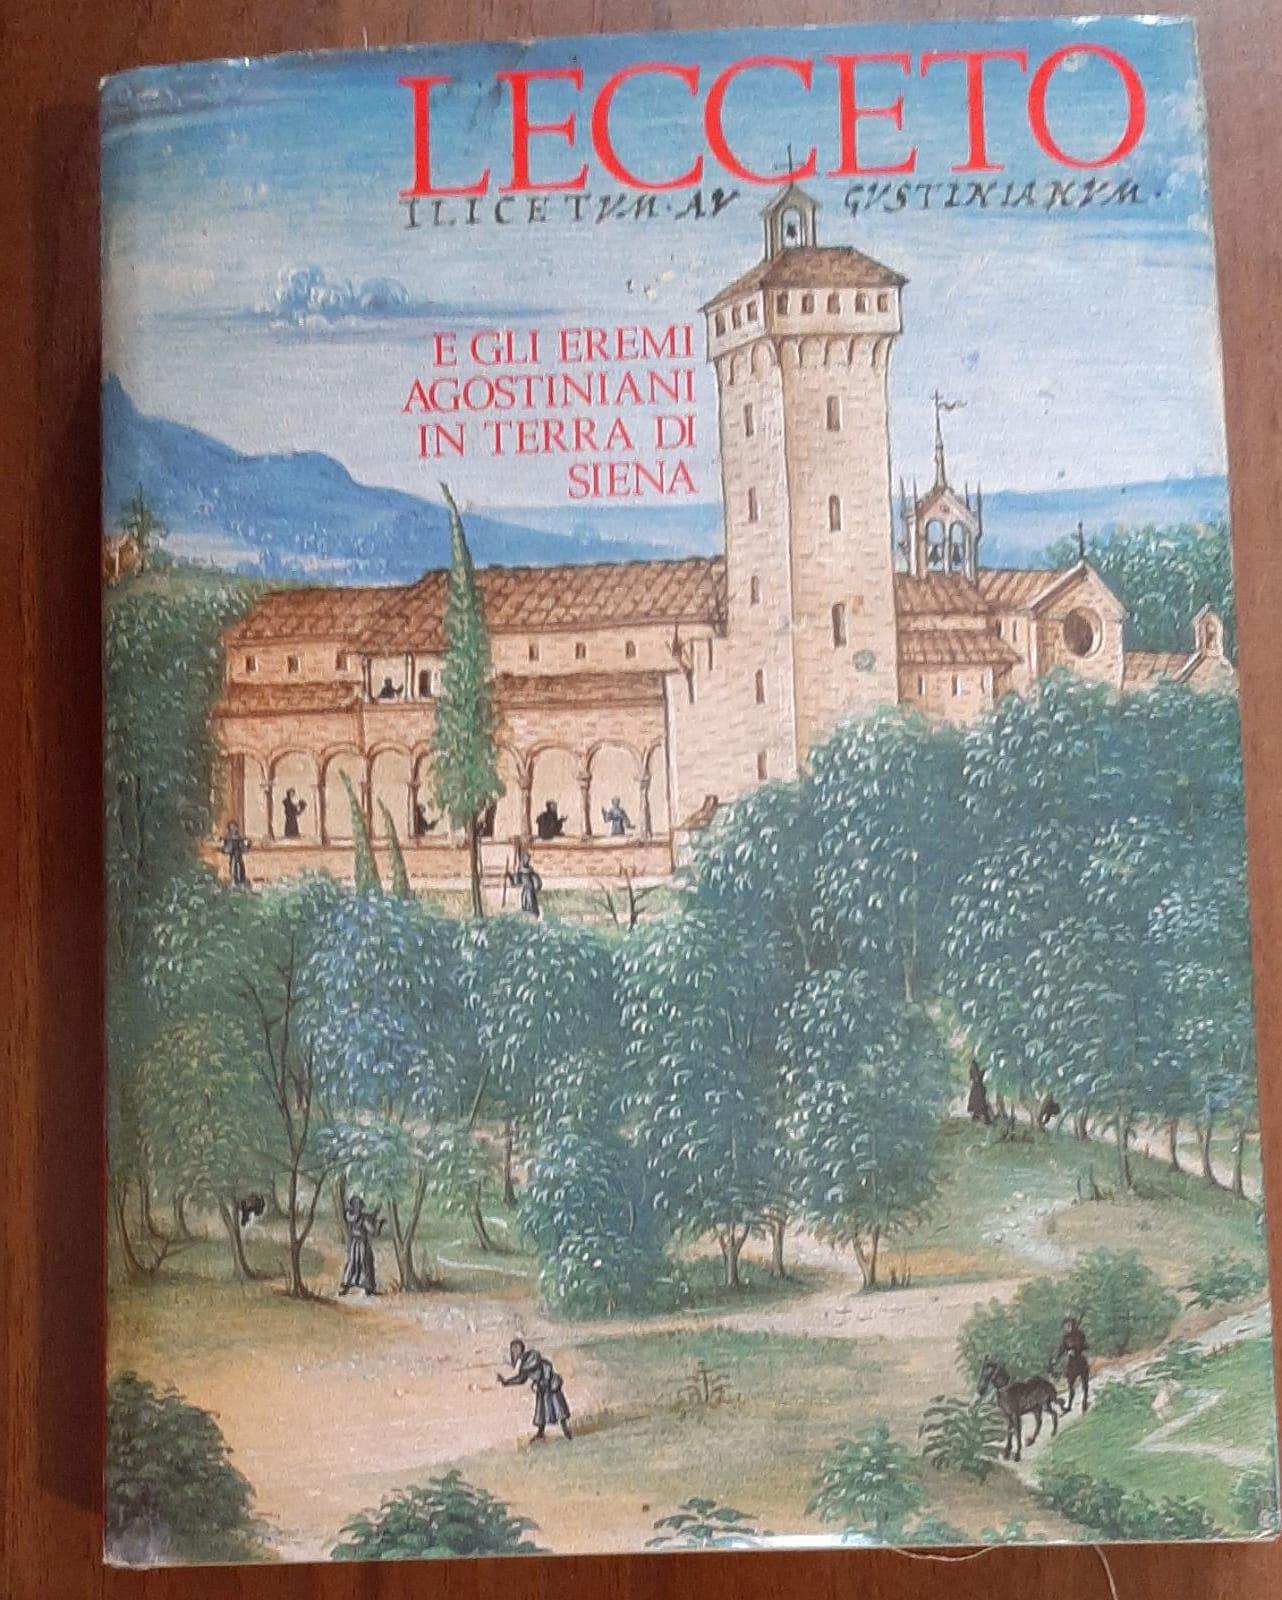 LECCETO
ILICETVM·AV GVSTINIANVM·
E GLI EREMI
AGOSTINIANI
IN TERRA DI
SIENA